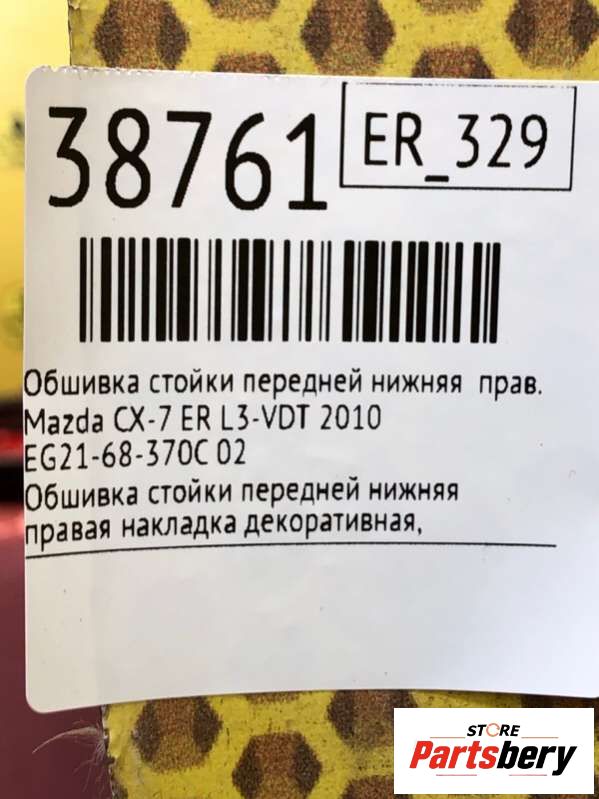 38761
ER_329
Обшивка стойки передней нижняя прав.
Mazda CX-7 ER L3-VDT 2010
EG21-68-370C 02
Обшивка стойки передней нижняя
правая накладка декоративная,
STORE
Partsbery